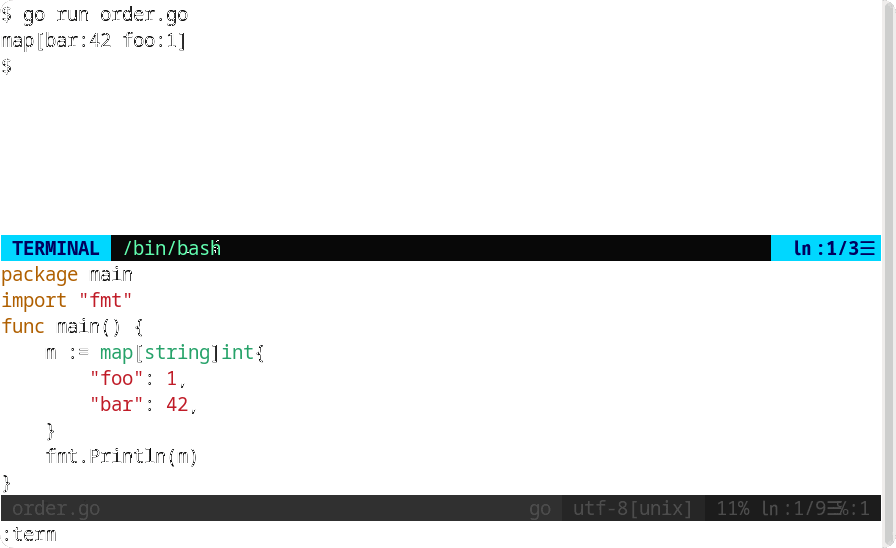 $ go run order.go
map[bar:42 foo:1]
$
TERMINAL /bin/bash ln :1/3☰
package main
import "fmt"
func main() {
    m := map[string]int{
        "foo": 1,
        "bar": 42,
    }
    fmt.Println(m)
}
order.go go utf-8[unix] 11% ln :1/9☰℅:1
:term